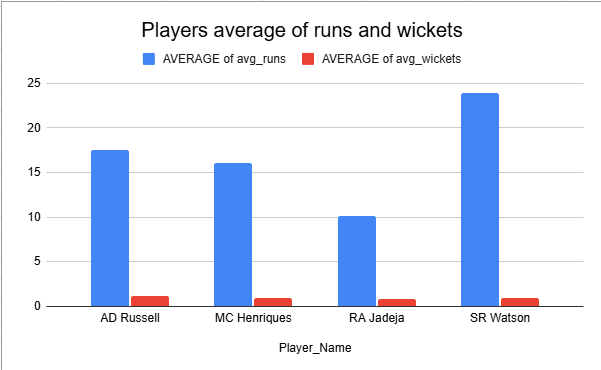 Players average of runs and wickets
AVERAGE of avg_runs AVERAGE of avg_wickets
25
20
15
10
5
0
AD Russell MC Henriques RA Jadeja SR Watson
Player_Name